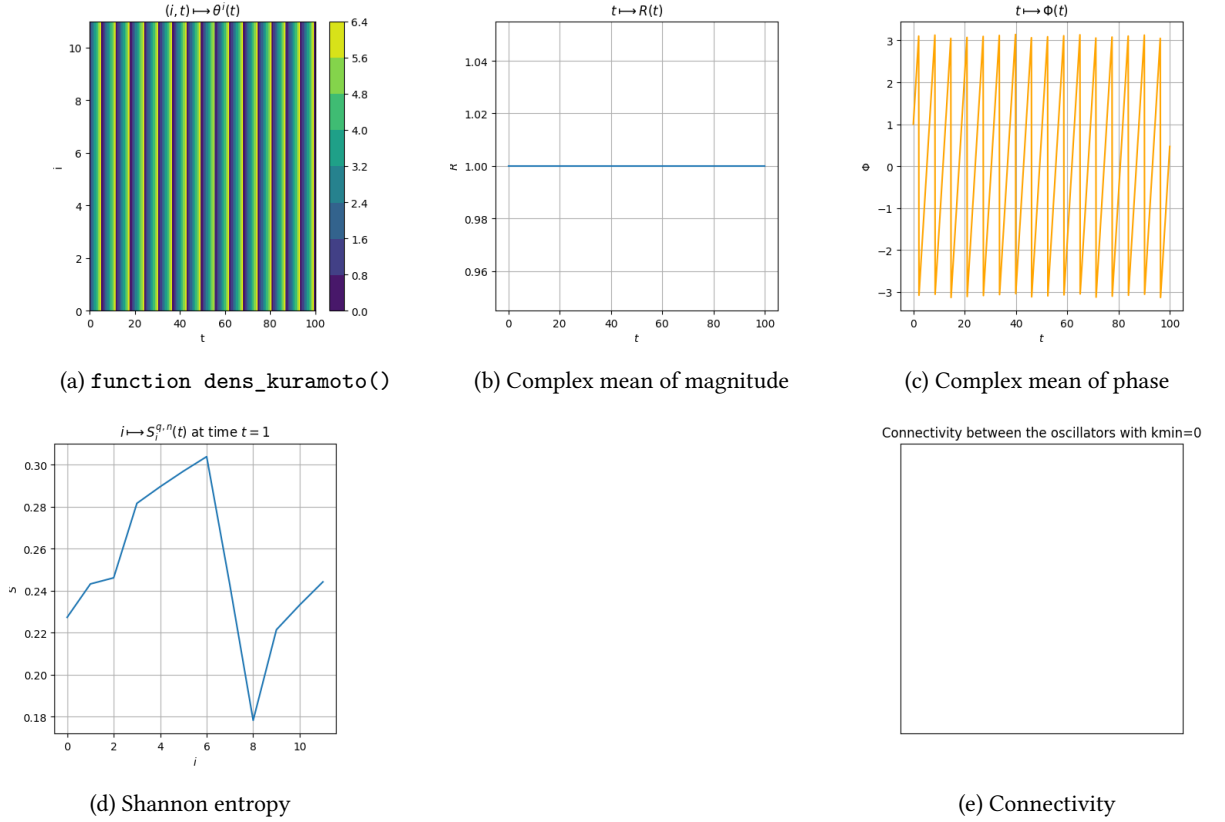 (i, t) ↦ θ^i(t)
10
8
6
4
2
0
i
0 20 40 60 80 100
t
6.4
5.6
4.8
4.0
3.2
2.4
1.6
0.8
0.0
(a) function dens_kuramoto()
t ↦ R(t)
1.04
1.02
1.00
0.98
0.96
R
0 20 40 60 80 100
t
(b) Complex mean of magnitude
t ↦ Φ(t)
3
2
1
0
−1
−2
−3
Φ
0 20 40 60 80 100
t
(c) Complex mean of phase
i ↦ S_i^{q,n}(t) at time t = 1
0.30
0.28
0.26
0.24
0.22
0.20
0.18
S
0 2 4 6 8 10
i
(d) Shannon entropy
Connectivity between the oscillators with kmin=0
(e) Connectivity